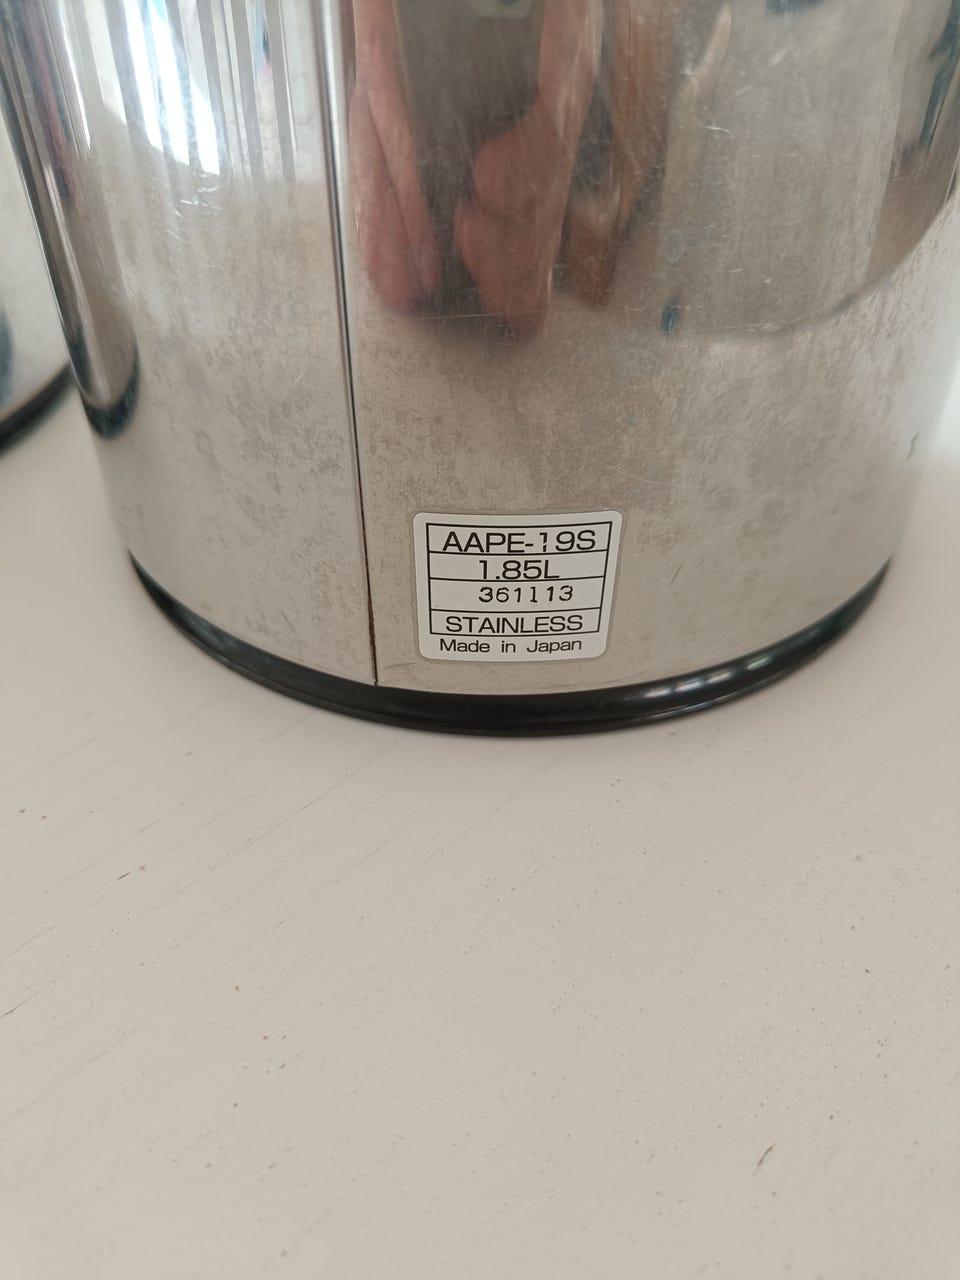 AAPE-19S
1.85L
361113
STAINLESS
Made in Japan